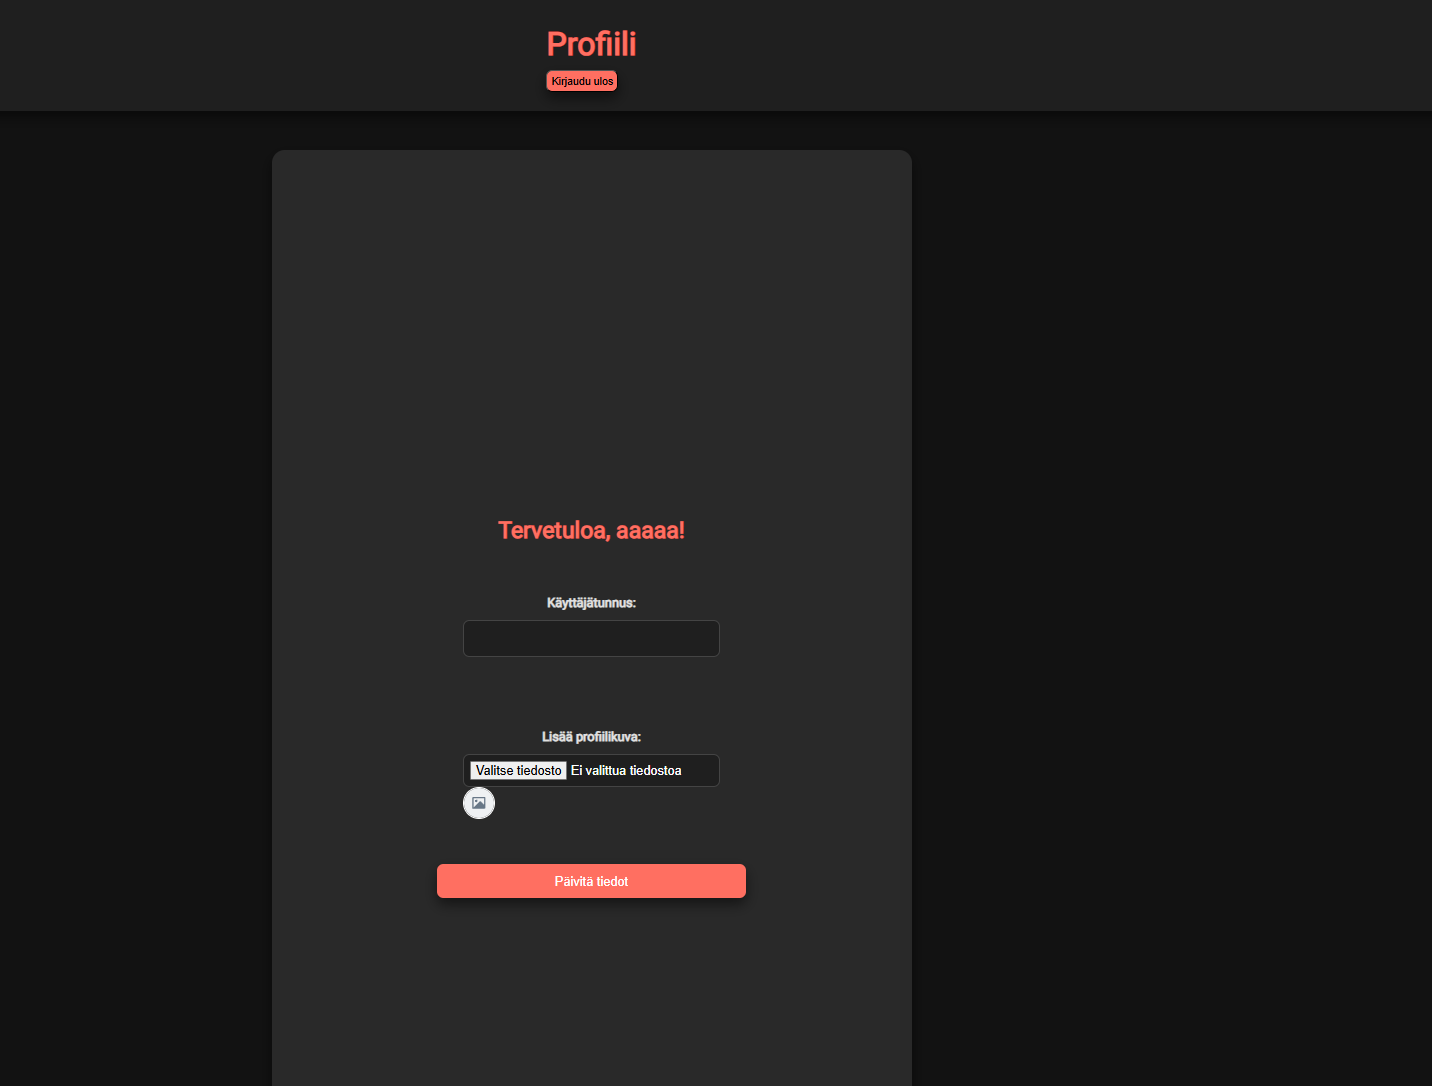 Profiili
Kirjaudu ulos
Tervetuloa, aaaaa!
Käyttäjätunnus:
Lisää profiilikuva:
Valitse tiedosto Ei valittua tiedostoa
Päivitä tiedot